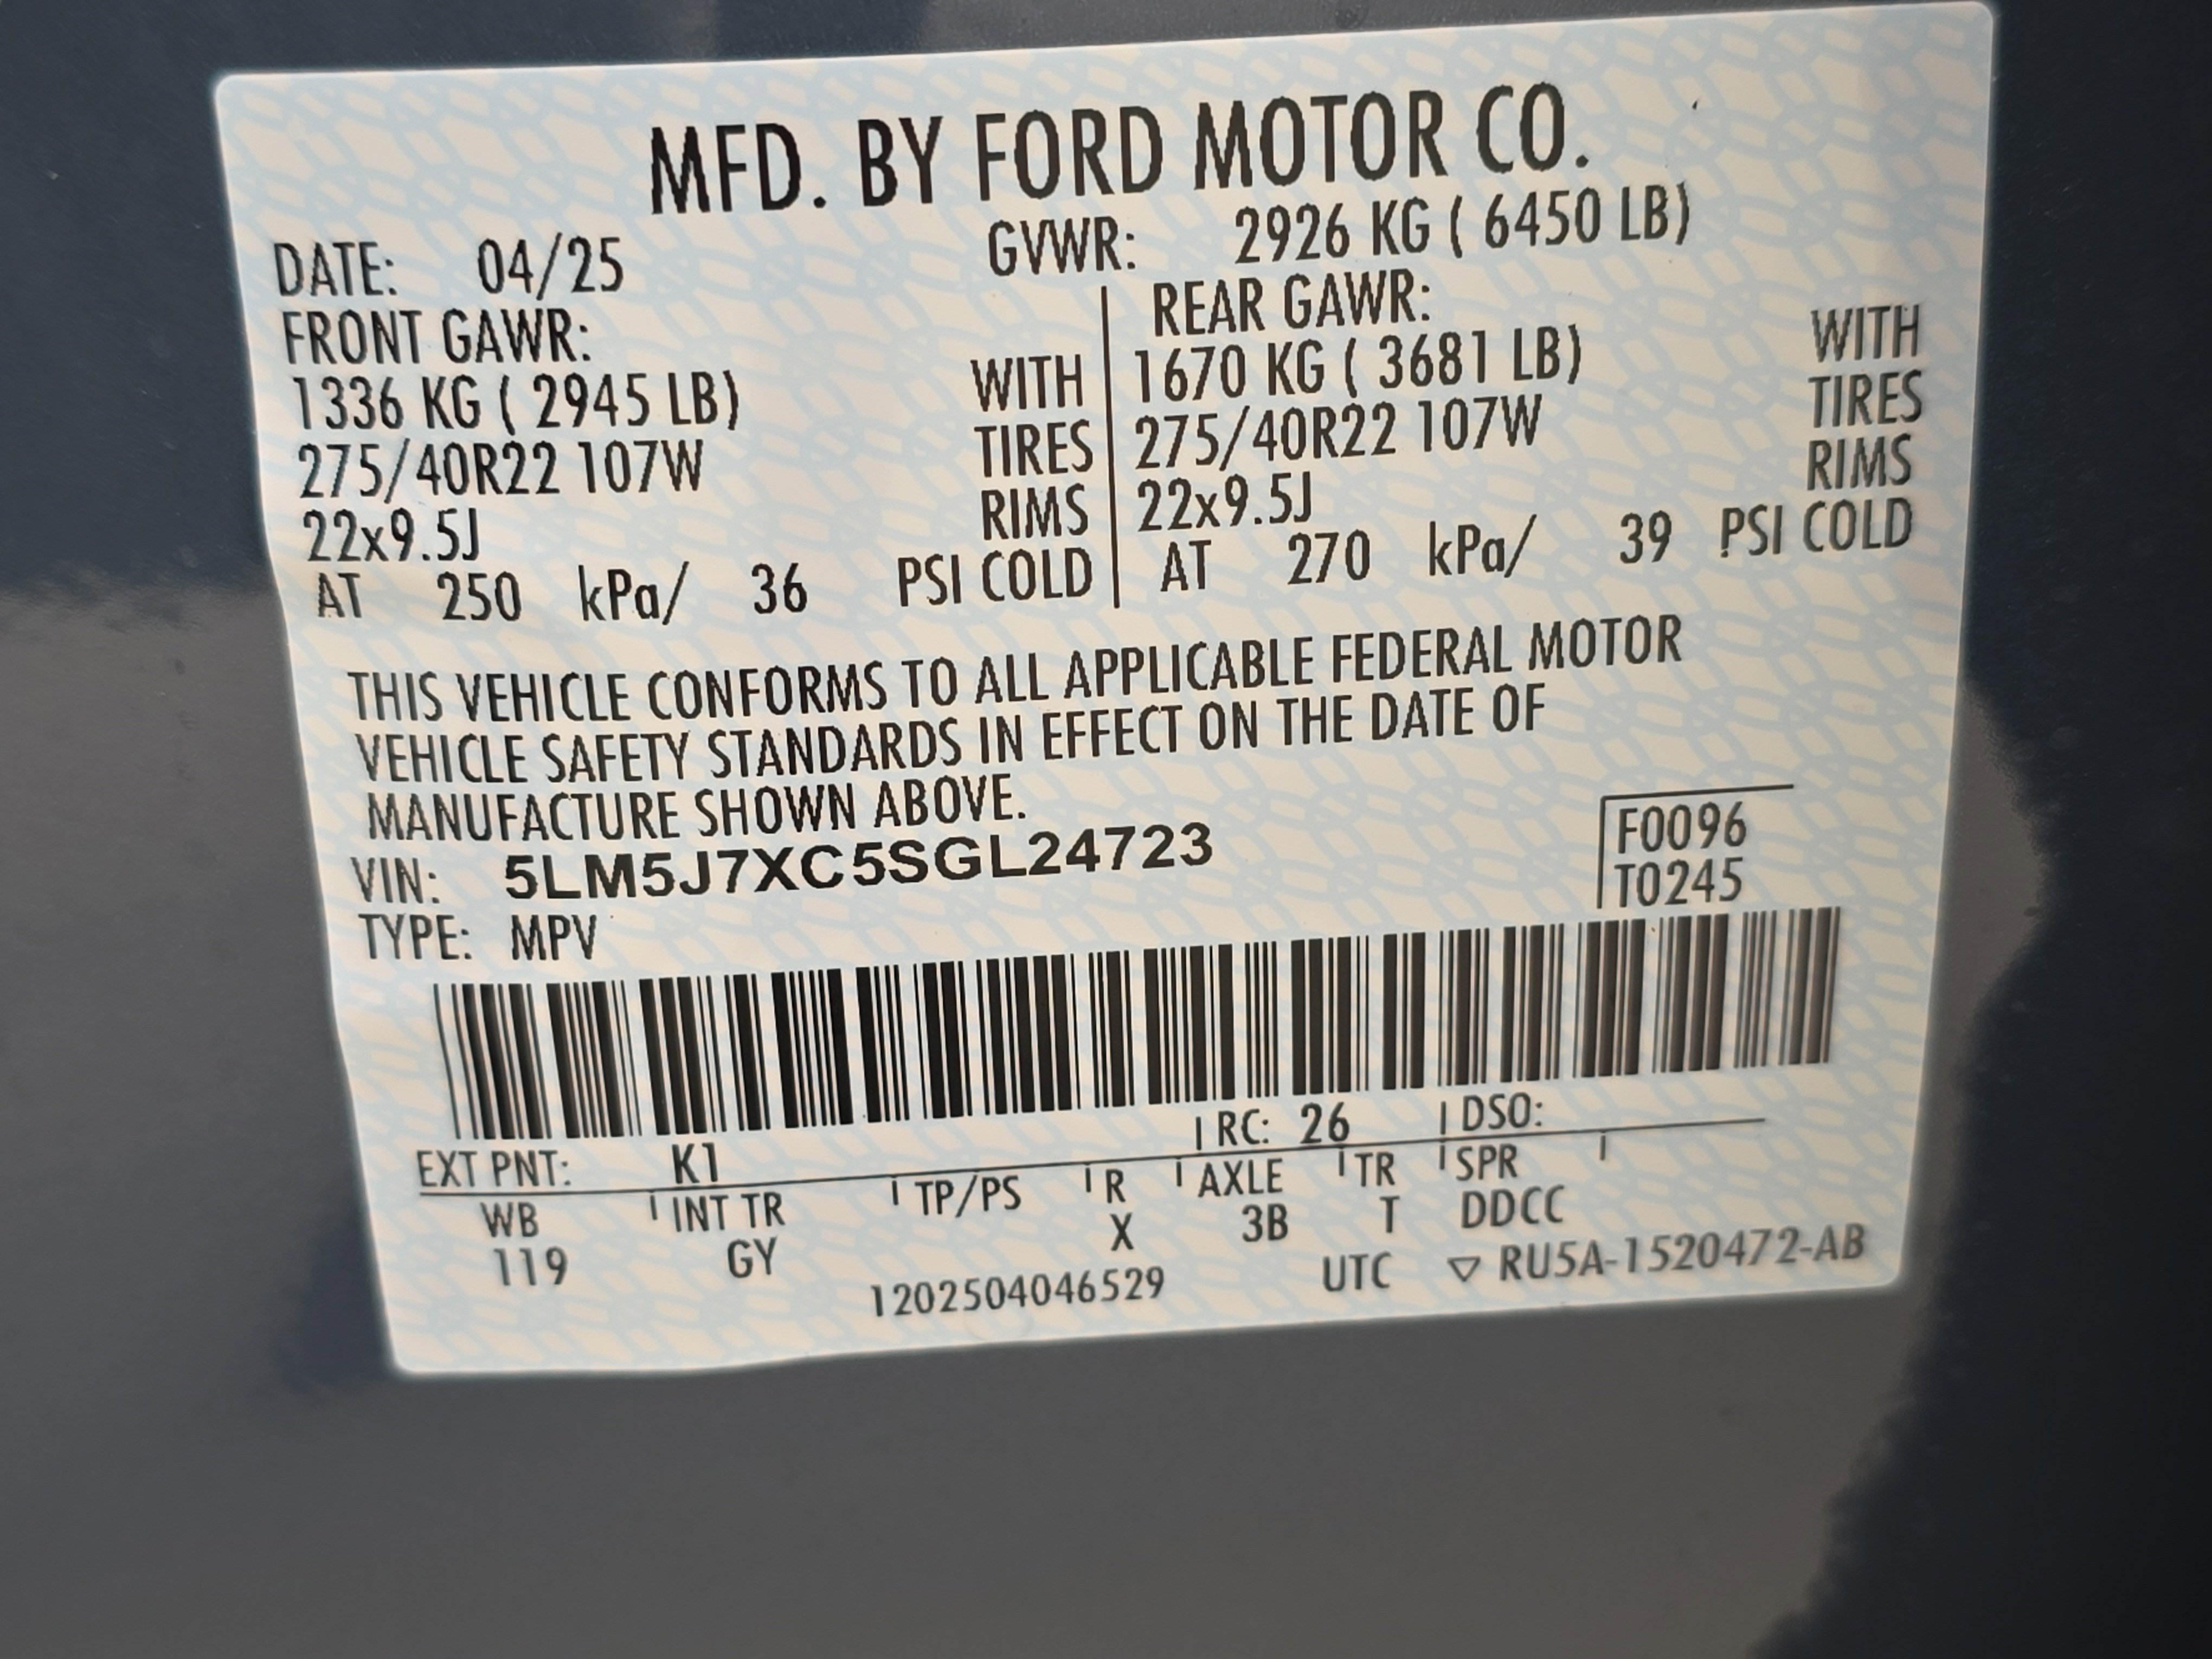 MFD. BY FORD MOTOR CO.
DATE: 04/25 GVWR: 2926 KG ( 6450 LB)
FRONT GAWR: REAR GAWR:
1336 KG ( 2945 LB) WITH 1670 KG ( 3681 LB) WITH
275/40R22 107W TIRES 275/40R22 107W TIRES
22x9.5J RIMS 22x9.5J RIMS
AT 250 kPa/ 36 PSI COLD AT 270 kPa/ 39 PSI COLD
THIS VEHICLE CONFORMS TO ALL APPLICABLE FEDERAL MOTOR
VEHICLE SAFETY STANDARDS IN EFFECT ON THE DATE OF
MANUFACTURE SHOWN ABOVE.
F0096
VIN: 5LM5J7XC5SGL24723
T0245
TYPE: MPV
EXT PNT: K1 RC: 26 DSO:
WB INT TR TP/PS R AXLE TR SPR
119 GY X 3B T DDCC
1202504046529 UTC ▽ RU5A-1520472-AB